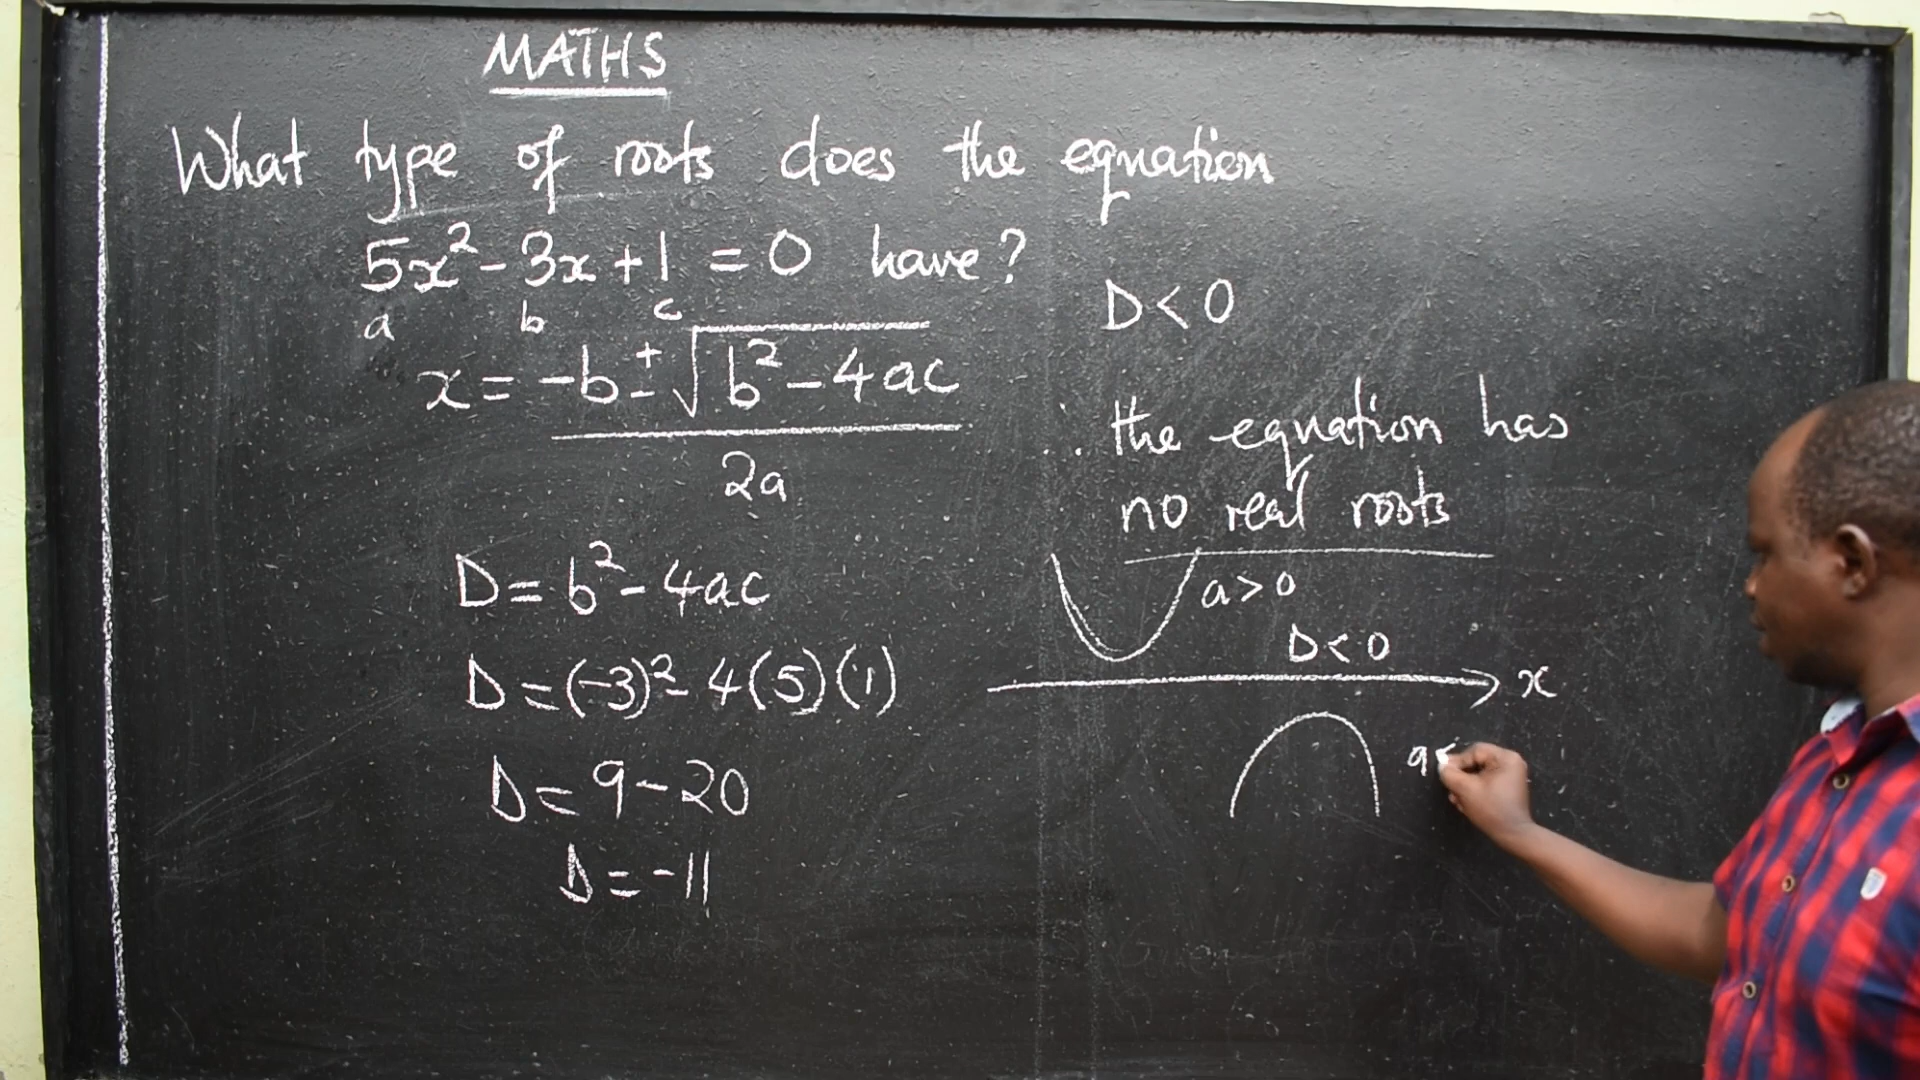 MATHS
What type of roots does the equation
5x² - 3x + 1 = 0 have?
a b c
x = -b ± √b² - 4ac
2a
D = b² - 4ac
D = (-3)² - 4(5)(1)
D = 9 - 20
D = -11
D < 0
∴ the equation has
no real roots
a > 0
D < 0
x
a <